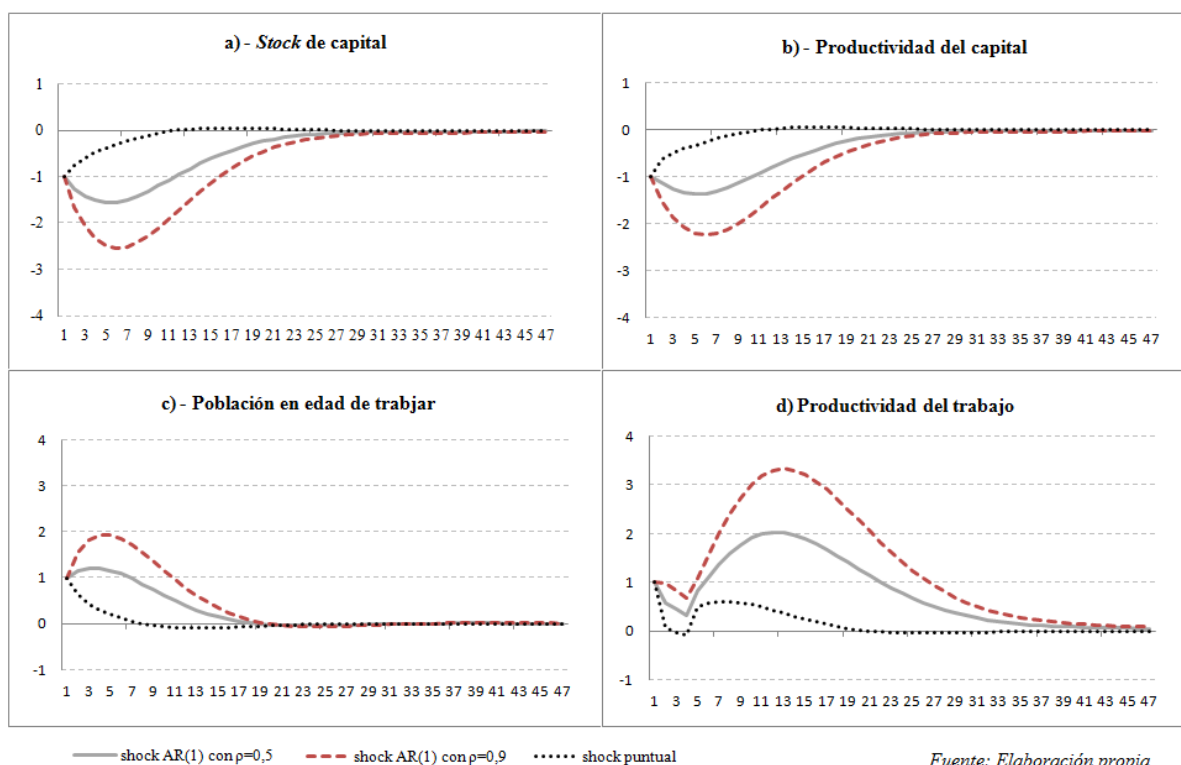 a) - Stock de capital
1
0
-1
-2
-3
-4
1 3 5 7 9 11 13 15 17 19 21 23 25 27 29 31 33 35 37 39 41 43 45 47
b) - Productividad del capital
1
0
-1
-2
-3
-4
1 3 5 7 9 11 13 15 17 19 21 23 25 27 29 31 33 35 37 39 41 43 45 47
c) - Población en edad de trabjar
4
3
2
1
0
-1
1 3 5 7 9 11 13 15 17 19 21 23 25 27 29 31 33 35 37 39 41 43 45 47
d) Productividad del trabajo
4
3
2
1
0
-1
1 3 5 7 9 11 13 15 17 19 21 23 25 27 29 31 33 35 37 39 41 43 45 47
shock AR(1) con ρ=0,5 shock AR(1) con ρ=0,9 shock puntual Fuente: Elaboración propia